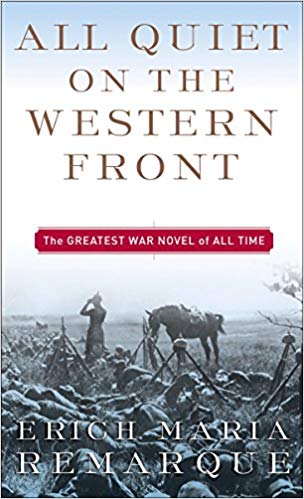 ALL QUIET
ON THE
WESTERN
FRONT
The GREATEST WAR NOVEL of ALL TIME
ERICH MARIA
REMARQUE